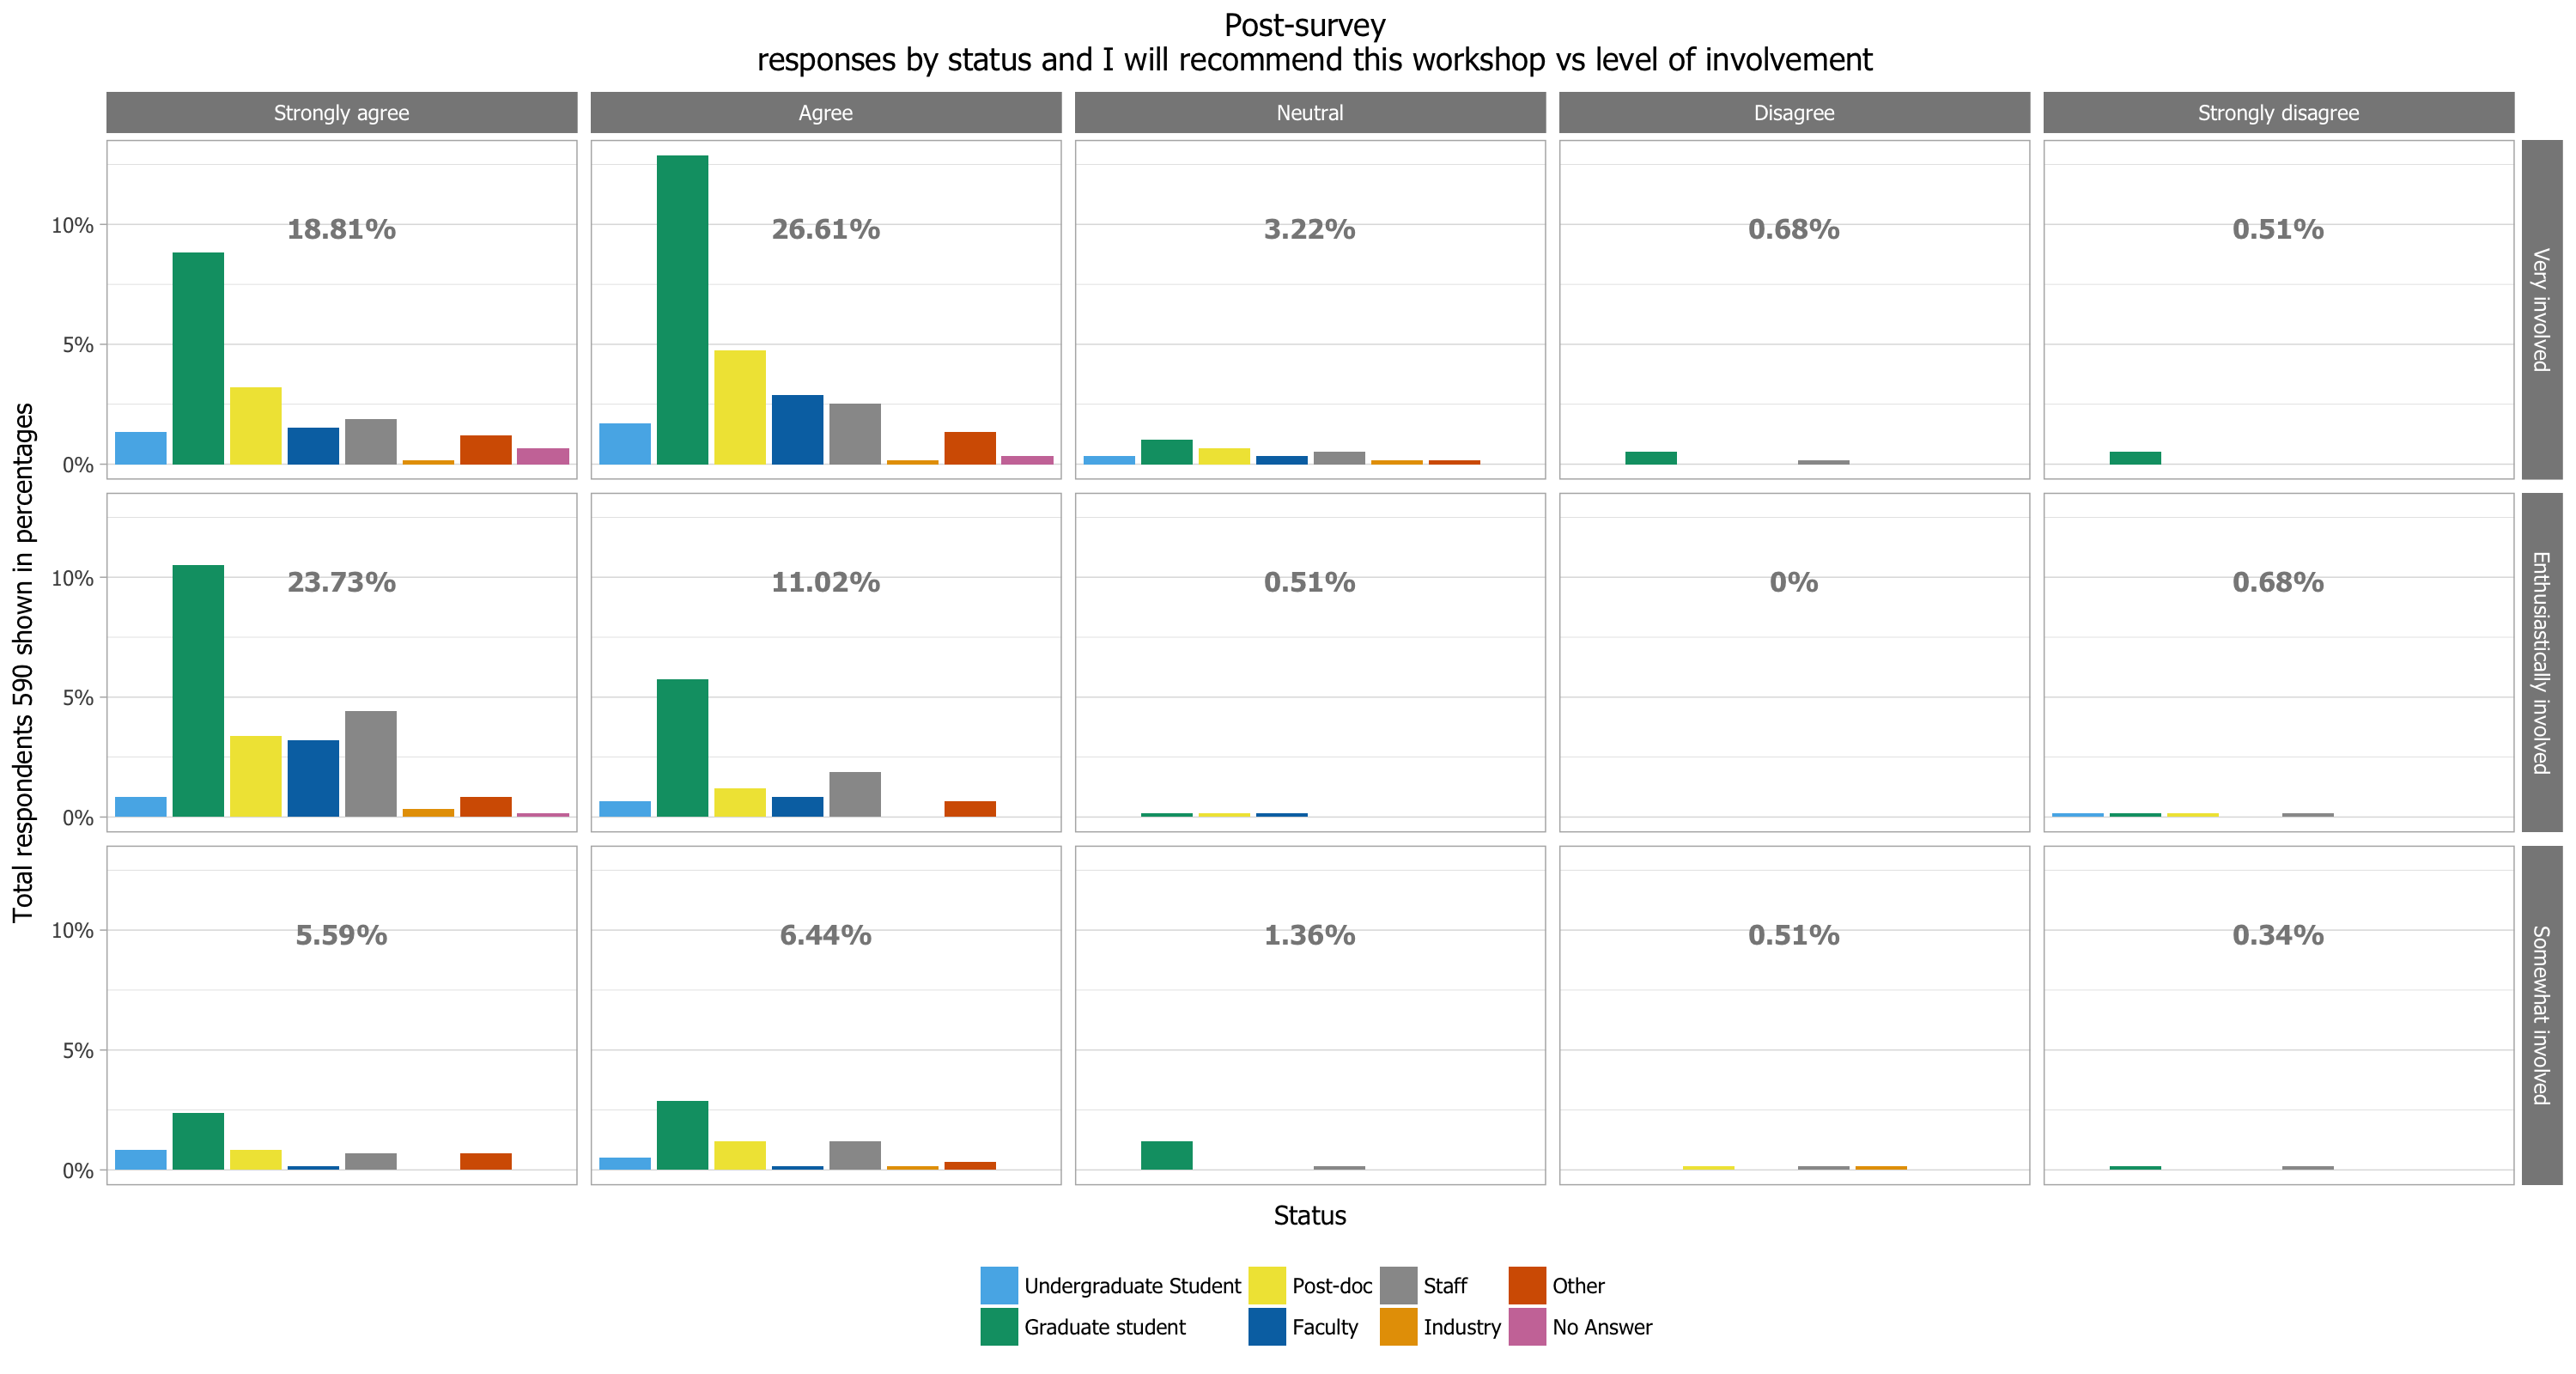 Post-survey
responses by status and I will recommend this workshop vs level of involvement
Strongly agree
Agree
Neutral
Disagree
Strongly disagree
Total respondents 590 shown in percentages
10%
5%
0%
18.81%
26.61%
3.22%
0.68%
0.51%
Very involved
10%
5%
0%
23.73%
11.02%
0.51%
0%
0.68%
Enthusiastically involved
10%
5%
0%
5.59%
6.44%
1.36%
0.51%
0.34%
Somewhat involved
Status
Undergraduate Student
Post-doc
Staff
Other
Graduate student
Faculty
Industry
No Answer